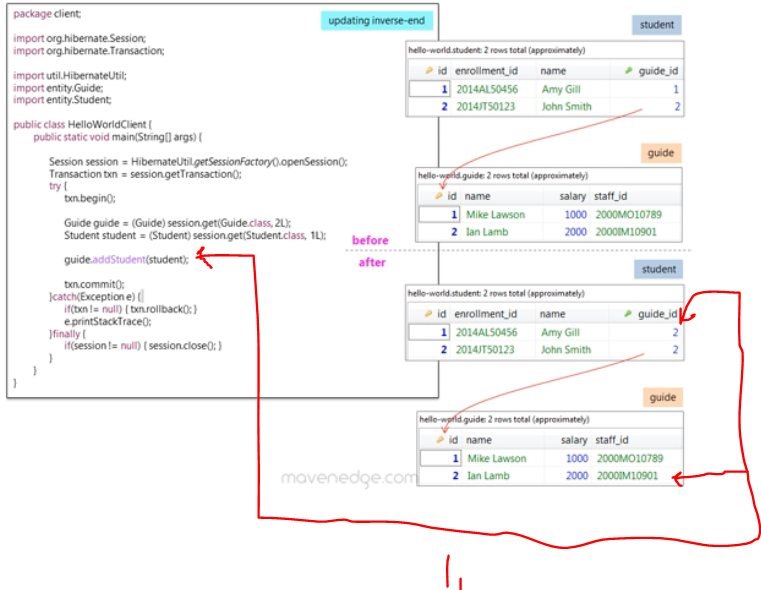 package client;
updating inverse-end
import org.hibernate.Session;
import org.hibernate.Transaction;
import util.HibernateUtil;
import entity.Guide;
import entity.Student;
public class HelloWorldClient {
public static void main(String[] args) {
Session session = HibernateUtil.getSessionFactory().openSession();
Transaction txn = session.getTransaction();
try {
txn.begin();
Guide guide = (Guide) session.get(Guide.class, 2L);
Student student = (Student) session.get(Student.class, 1L);
guide.addStudent(student);
txn.commit();
}catch(Exception e) {
if(txn != null) { txn.rollback(); }
e.printStackTrace();
}finally {
if(session != null) { session.close(); }
}
}
}
student
hello-world.student: 2 rows total (approximately)
id enrollment_id name guide_id
1 2014AL50456 Amy Gill 1
2 2014JT50123 John Smith 2
guide
hello-world.guide: 2 rows total (approximately)
id name salary staff_id
1 Mike Lawson 1000 2000MO10789
2 Ian Lamb 2000 2000IM10901
before
after
student
hello-world.student: 2 rows total (approximately)
id enrollment_id name guide_id
1 2014AL50456 Amy Gill 2
2 2014JT50123 John Smith 2
guide
hello-world.guide: 2 rows total (approximately)
id name salary staff_id
1 Mike Lawson 1000 2000MO10789
2 Ian Lamb 2000 2000IM10901
mavenedge.com